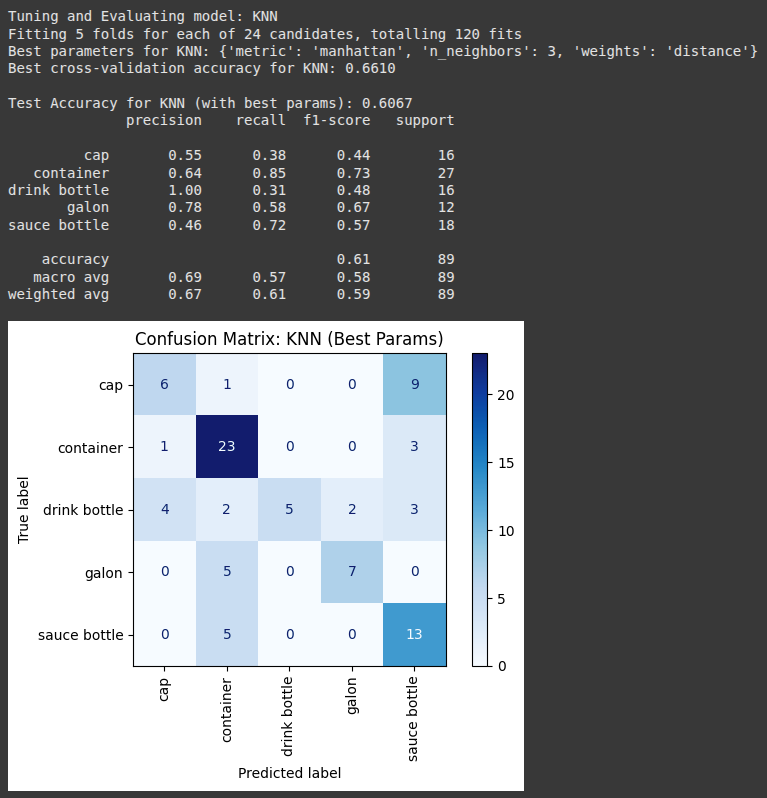 Tuning and Evaluating model: KNN
Fitting 5 folds for each of 24 candidates, totalling 120 fits
Best parameters for KNN: {'metric': 'manhattan', 'n_neighbors': 3, 'weights': 'distance'}
Best cross-validation accuracy for KNN: 0.6610
Test Accuracy for KNN (with best params): 0.6067
precision recall f1-score support
cap 0.55 0.38 0.44 16
container 0.64 0.85 0.73 27
drink bottle 1.00 0.31 0.48 16
galon 0.78 0.58 0.67 12
sauce bottle 0.46 0.72 0.57 18
accuracy 0.61 89
macro avg 0.69 0.57 0.58 89
weighted avg 0.67 0.61 0.59 89
Confusion Matrix: KNN (Best Params)
cap 6 1 0 0 9
container 1 23 0 0 3
drink bottle 4 2 5 2 3
galon 0 5 0 7 0
sauce bottle 0 5 0 0 13
True label
cap container drink bottle galon sauce bottle
Predicted label
20
15
10
5
0